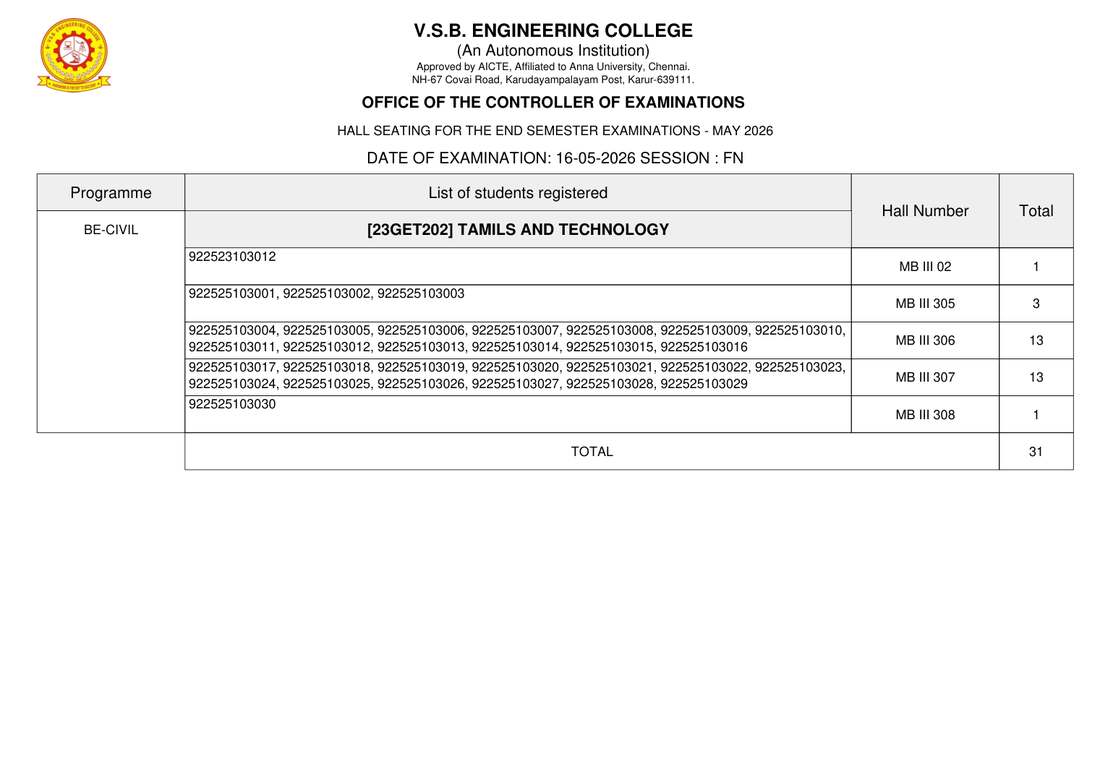 V.S.B. ENGINEERING COLLEGE
(An Autonomous Institution)
Approved by AICTE, Affiliated to Anna University, Chennai.
NH-67 Covai Road, Karudayampalayam Post, Karur-639111.
OFFICE OF THE CONTROLLER OF EXAMINATIONS
HALL SEATING FOR THE END SEMESTER EXAMINATIONS - MAY 2026
DATE OF EXAMINATION: 16-05-2026 SESSION : FN
Programme List of students registered Hall Number Total
BE-CIVIL [23GET202] TAMILS AND TECHNOLOGY
922523103012 MB III 02 1
922525103001, 922525103002, 922525103003 MB III 305 3
922525103004, 922525103005, 922525103006, 922525103007, 922525103008, 922525103009, 922525103010,
922525103011, 922525103012, 922525103013, 922525103014, 922525103015, 922525103016 MB III 306 13
922525103017, 922525103018, 922525103019, 922525103020, 922525103021, 922525103022, 922525103023,
922525103024, 922525103025, 922525103026, 922525103027, 922525103028, 922525103029 MB III 307 13
922525103030 MB III 308 1
TOTAL 31